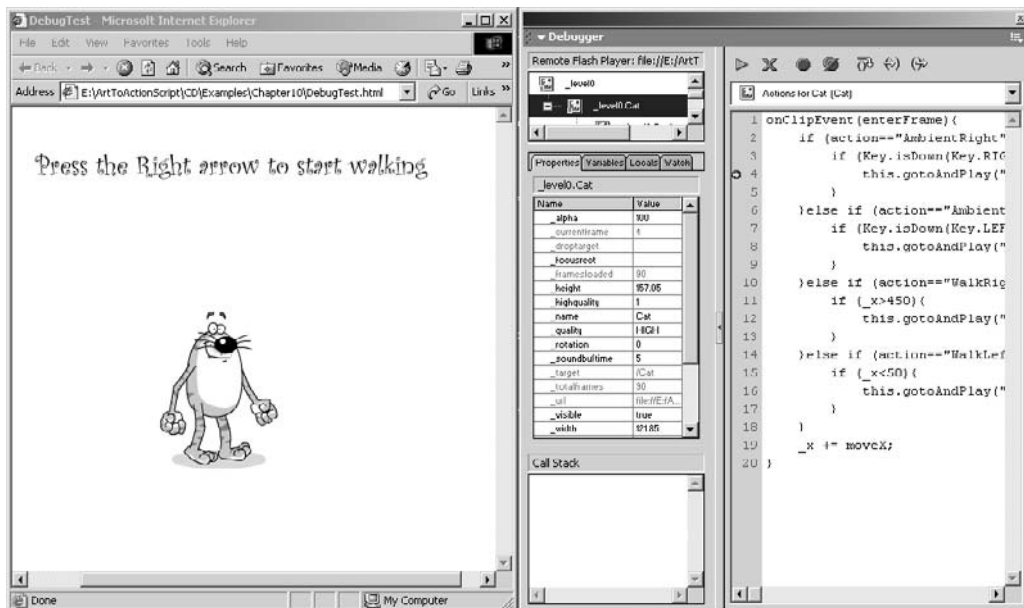 DebugTest - Microsoft Internet Explorer
File Edit View Favorites Tools Help
Back Search Favorites Media »
Address E:\ArtToActionScript\CD\Examples\Chapter10\DebugTest.html Go Links »
Press the Right arrow to start walking
Done My Computer
Debugger
Remote Flash Player: file://E:/ArtT
_level0
_level0.Cat
Properties Variables Locals Watch
_level0.Cat
Name Value
_alpha 100
_currentframe 4
_droptarget
_focusrect
_framesloaded 90
_height 157.05
_highquality 1
_name Cat
_quality HIGH
_rotation 0
_soundbuftime 5
_target /Cat
_totalframes 90
_url file://E:/A...
_visible true
_width 121.85
Call Stack
Actions for Cat (Cat)
1 onClipEvent(enterFrame){
2 if (action=="AmbientRight"
3 if (Key.isDown(Key.RIG
4 this.gotoAndPlay("
5 }
6 }else if (action=="Ambient
7 if (Key.isDown(Key.LEF
8 this.gotoAndPlay("
9 }
10 }else if (action=="WalkRig
11 if (_x>450){
12 this.gotoAndPlay("
13 }
14 }else if (action=="WalkLef
15 if (_x<50){
16 this.gotoAndPlay("
17 }
18 }
19 _x += moveX;
20 }